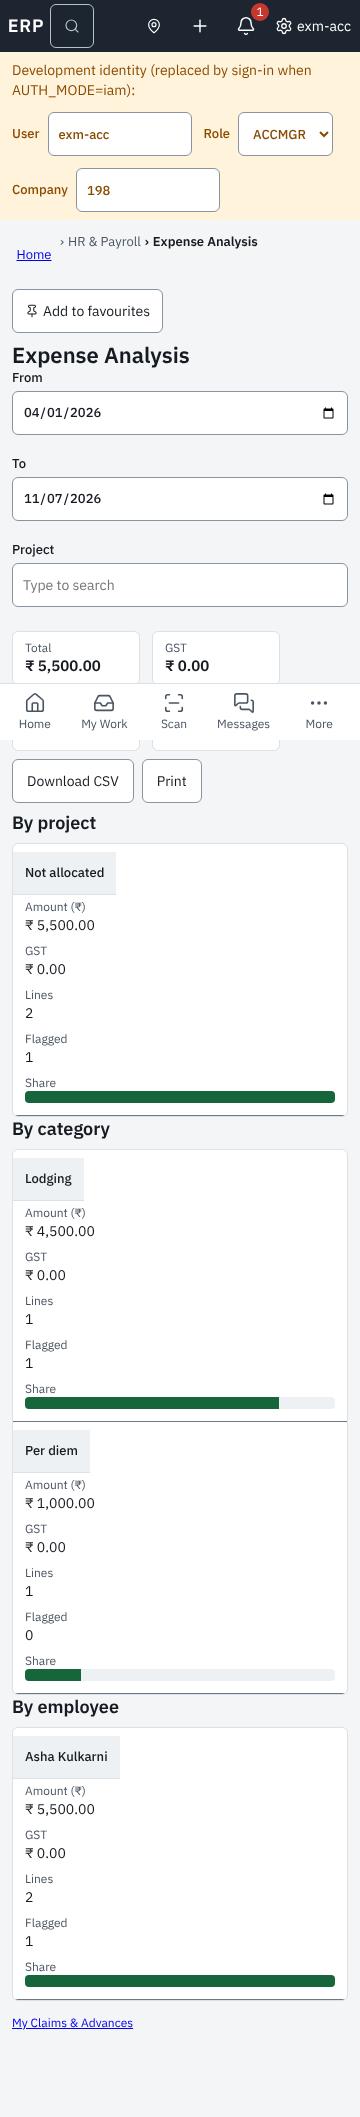 ERP
1
exm-acc
Development identity (replaced by sign-in when
AUTH_MODE=iam):
User exm-acc Role ACCMGR
Company 198
Home › HR & Payroll › Expense Analysis
Add to favourites
Expense Analysis
From
04/01/2026
To
11/07/2026
Project
Type to search
Total GST
₹ 5,500.00 ₹ 0.00
Home My Work Scan Messages More
Download CSV Print
By project
Not allocated
Amount (₹)
₹ 5,500.00
GST
₹ 0.00
Lines
2
Flagged
1
Share
By category
Lodging
Amount (₹)
₹ 4,500.00
GST
₹ 0.00
Lines
1
Flagged
1
Share
Per diem
Amount (₹)
₹ 1,000.00
GST
₹ 0.00
Lines
1
Flagged
0
Share
By employee
Asha Kulkarni
Amount (₹)
₹ 5,500.00
GST
₹ 0.00
Lines
2
Flagged
1
Share
My Claims & Advances